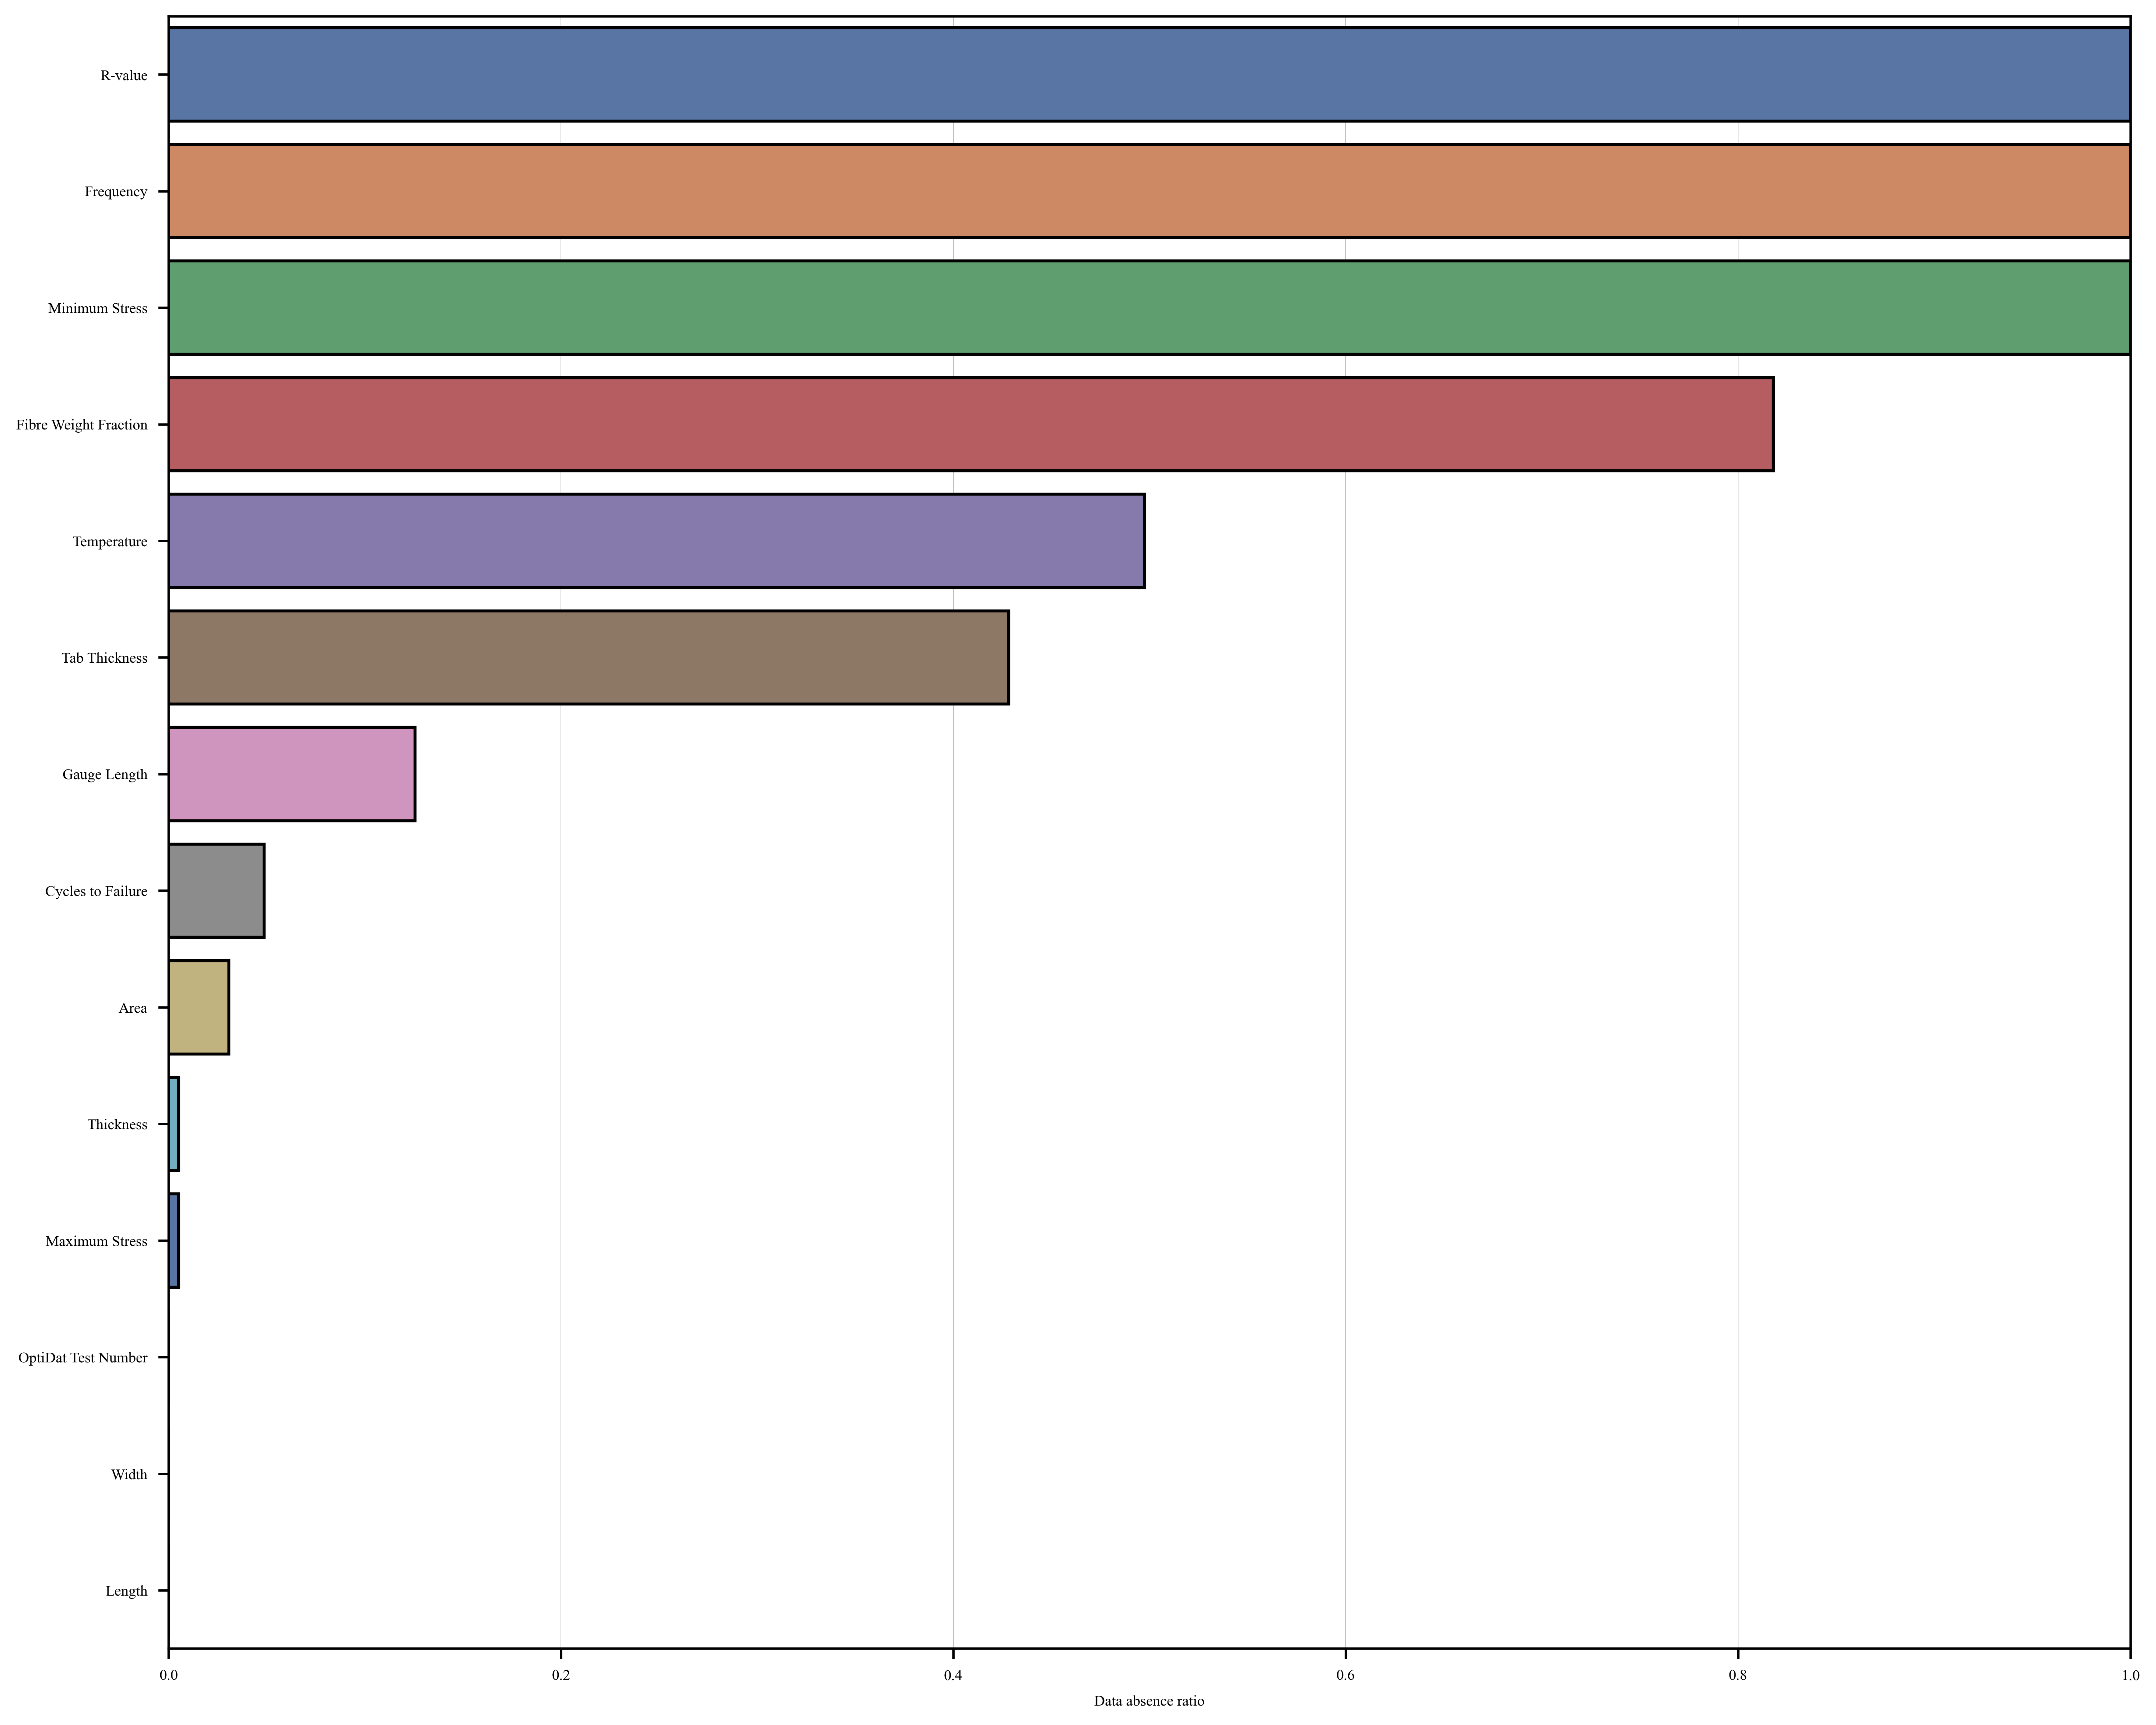 R-value
Frequency
Minimum Stress
Fibre Weight Fraction
Temperature
Tab Thickness
Gauge Length
Cycles to Failure
Area
Thickness
Maximum Stress
OptiDat Test Number
Width
Length
0.0 0.2 0.4 0.6 0.8 1.0
Data absence ratio